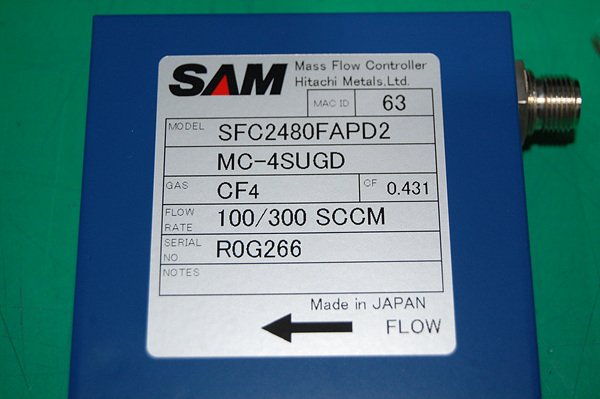 SAM
Mass Flow Controller
Hitachi Metals.Ltd.
MAC ID 63
MODEL SFC2480FAPD2
MC-4SUGD
GAS CF4 CF 0.431
FLOW RATE 100/300 SCCM
SERIAL NO R0G266
NOTES
Made in JAPAN
FLOW